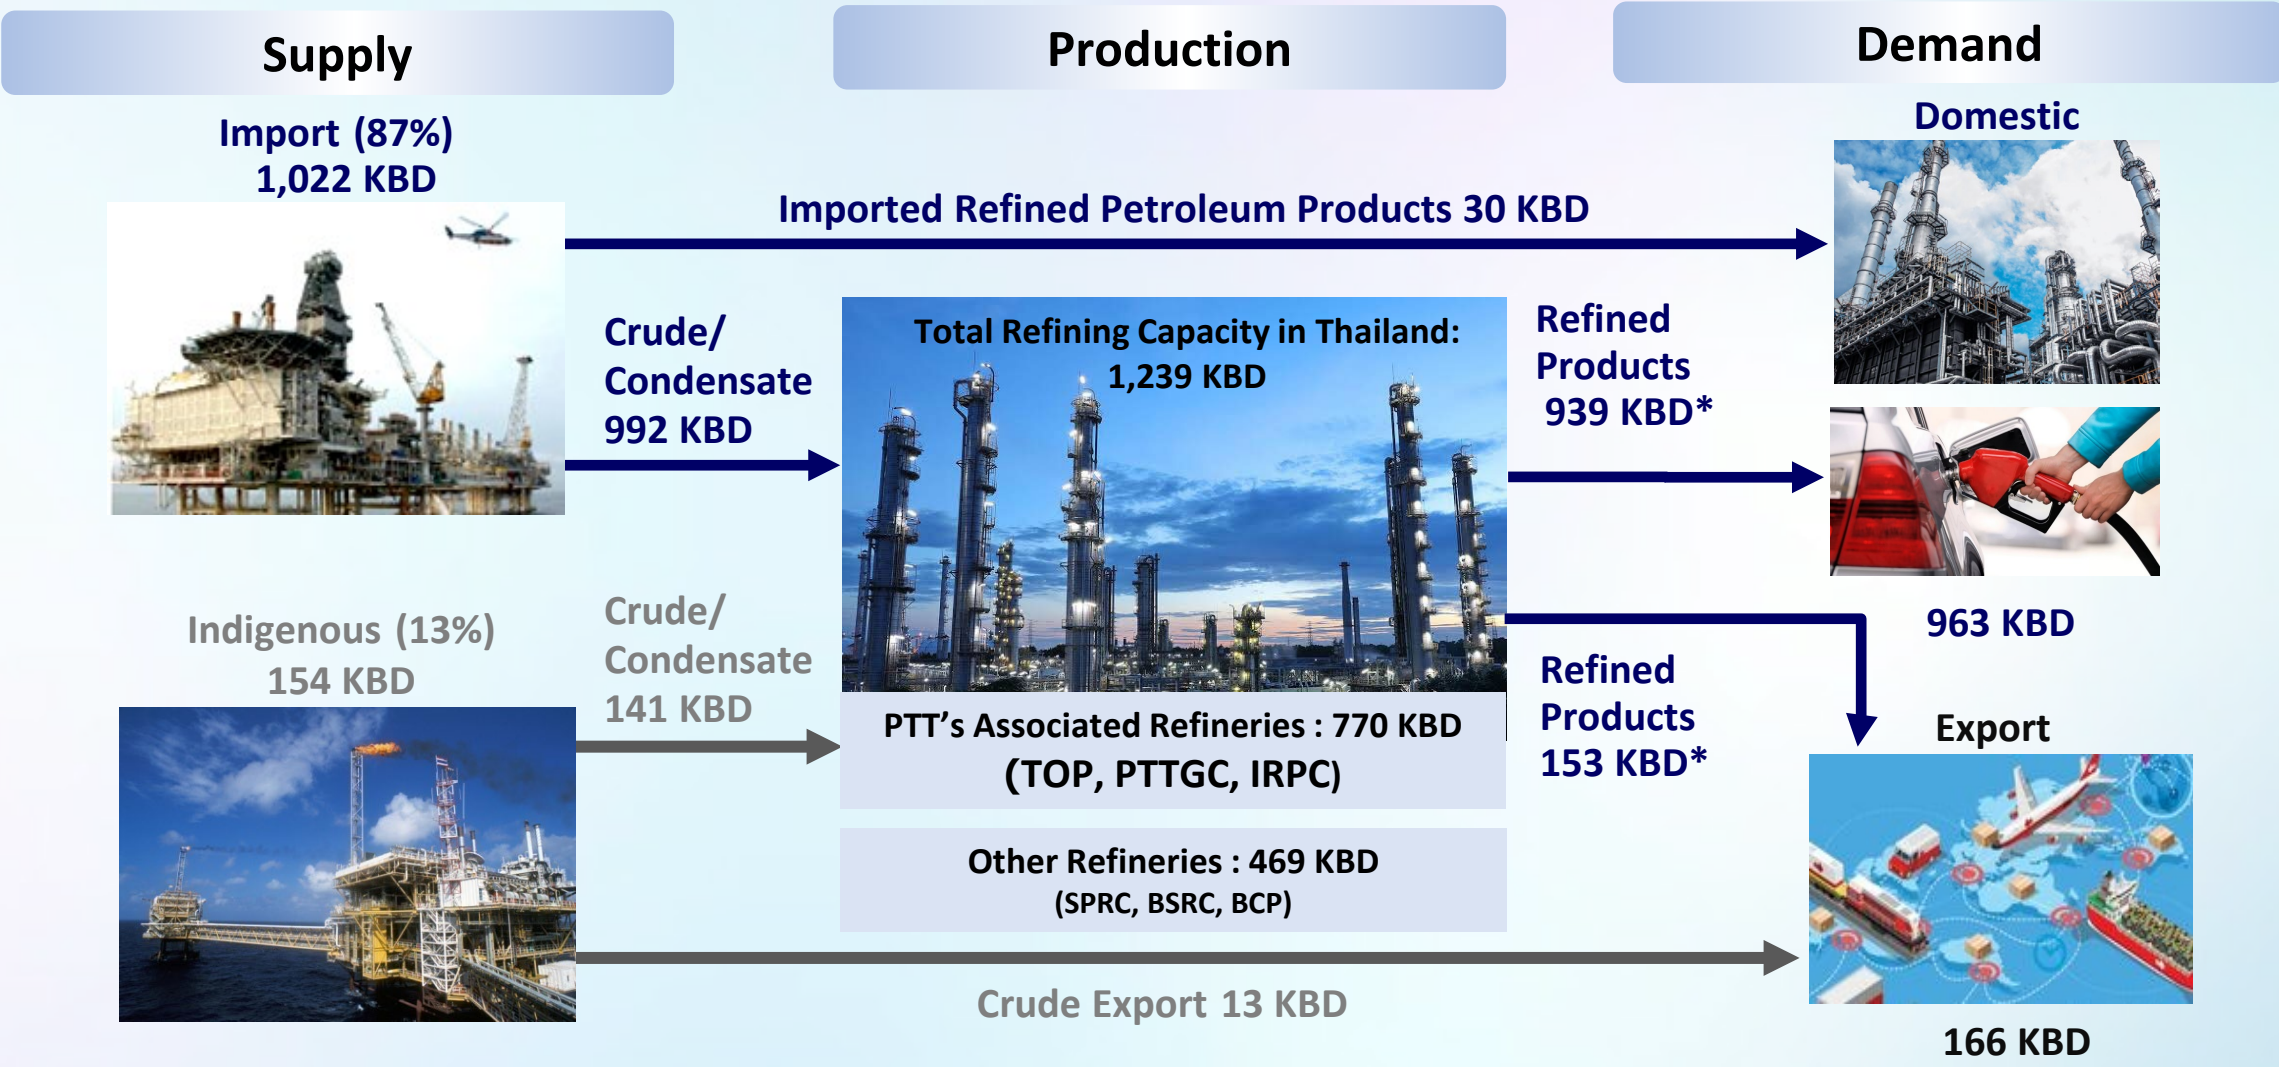 Supply
Production
Demand
Import (87%)
1,022 KBD
Domestic
Imported Refined Petroleum Products 30 KBD
Crude/
Condensate
992 KBD
Total Refining Capacity in Thailand:
1,239 KBD
Refined
Products
939 KBD*
Indigenous (13%)
154 KBD
Crude/
Condensate
141 KBD
963 KBD
Refined
Products
153 KBD*
PTT’s Associated Refineries : 770 KBD
(TOP, PTTGC, IRPC)
Export
Other Refineries : 469 KBD
(SPRC, BSRC, BCP)
Crude Export 13 KBD
166 KBD